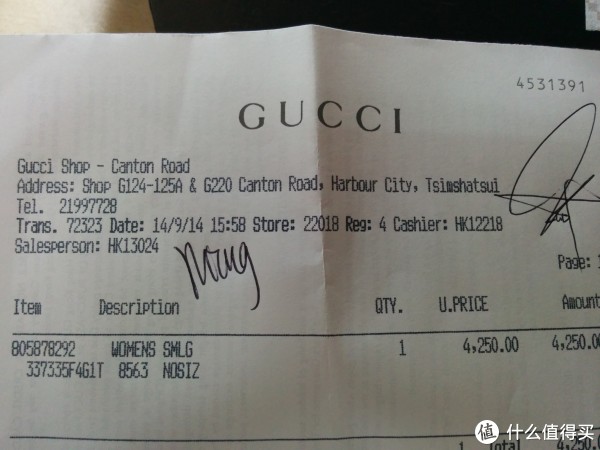 4531391
GUCCI
Gucci Shop - Canton Road
Address: Shop G124-125A & G220 Canton Road, Harbour City, Tsimshatsui
Tel. 21997728
Trans. 72323 Date: 14/9/14 15:58 Store: 22018 Reg: 4 Cashier: HK12218
Salesperson: HK13024
Page: 1
Item Description QTY. U.PRICE Amount
805878292 WOMENS SMLG 1 4,250.00 4,250.00
337335F4G1T 8563 NOSIZ
1 Total 4,250.00
值 什么值得买